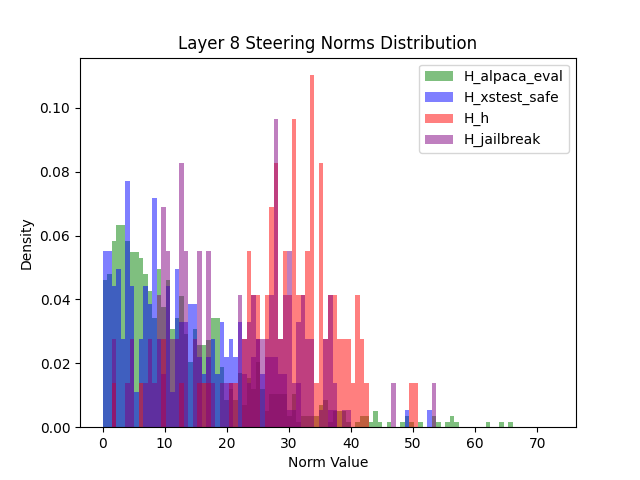 Layer 8 Steering Norms Distribution
H_alpaca_eval
H_xstest_safe
H_h
H_jailbreak
Density
0.10
0.08
0.06
0.04
0.02
0.00
0 10 20 30 40 50 60 70
Norm Value